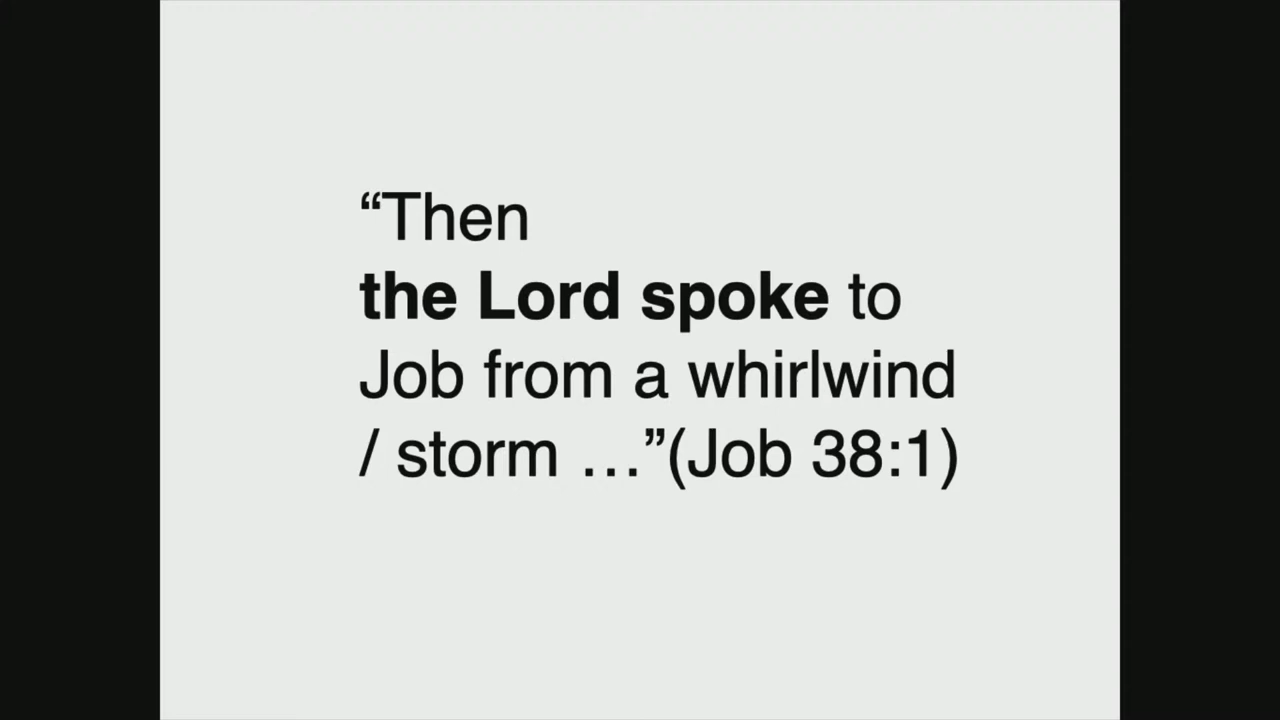 “Then
the Lord spoke to
Job from a whirlwind
/ storm …”(Job 38:1)